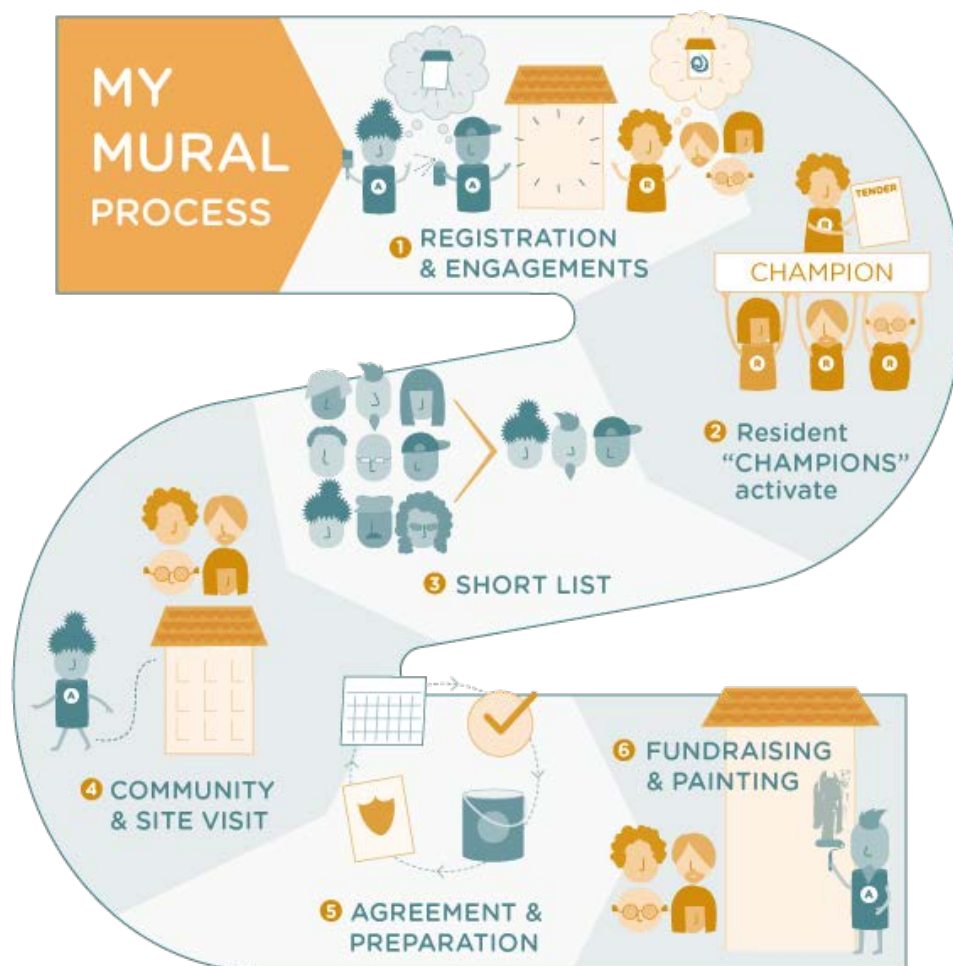 MY
MURAL
PROCESS
A
A
R
1 REGISTRATION
& ENGAGEMENTS
R
TENDER
CHAMPION
R
R
R
2 Resident
"CHAMPIONS"
activate
3 SHORT LIST
A
4 COMMUNITY
& SITE VISIT
5 AGREEMENT &
PREPARATION
6 FUNDRAISING
& PAINTING
A